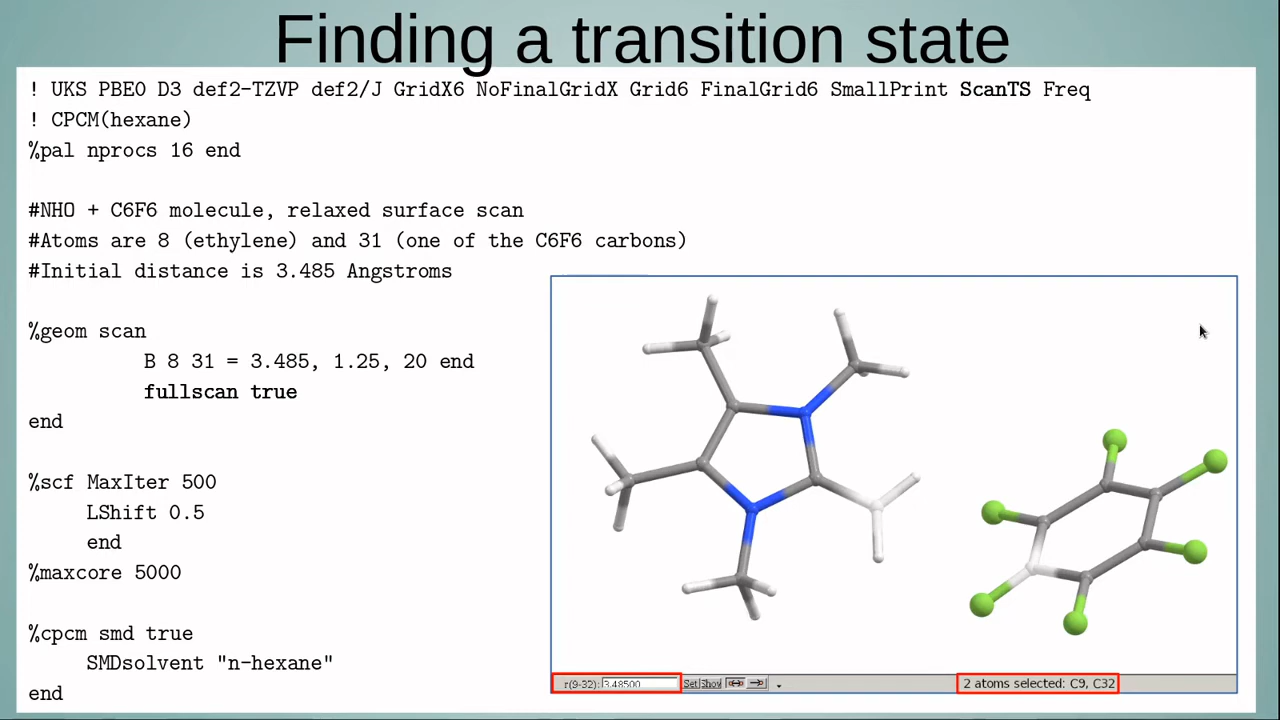 Finding a transition state
! UKS PBEO D3 def2-TZVP def2/J GridX6 NoFinalGridX Grid6 FinalGrid6 SmallPrint ScanTS Freq
! CPCM(hexane)
%pal nprocs 16 end
#NHO + C6F6 molecule, relaxed surface scan
#Atoms are 8 (ethylene) and 31 (one of the C6F6 carbons)
#Initial distance is 3.485 Angstroms
%geom scan
B 8 31 = 3.485, 1.25, 20 end
fullscan true
end
%scf MaxIter 500
LShift 0.5
end
%maxcore 5000
%cpcm smd true
SMDsolvent "n-hexane"
end
r(9-32): 3.48500 Set Show
2 atoms selected: C9, C32